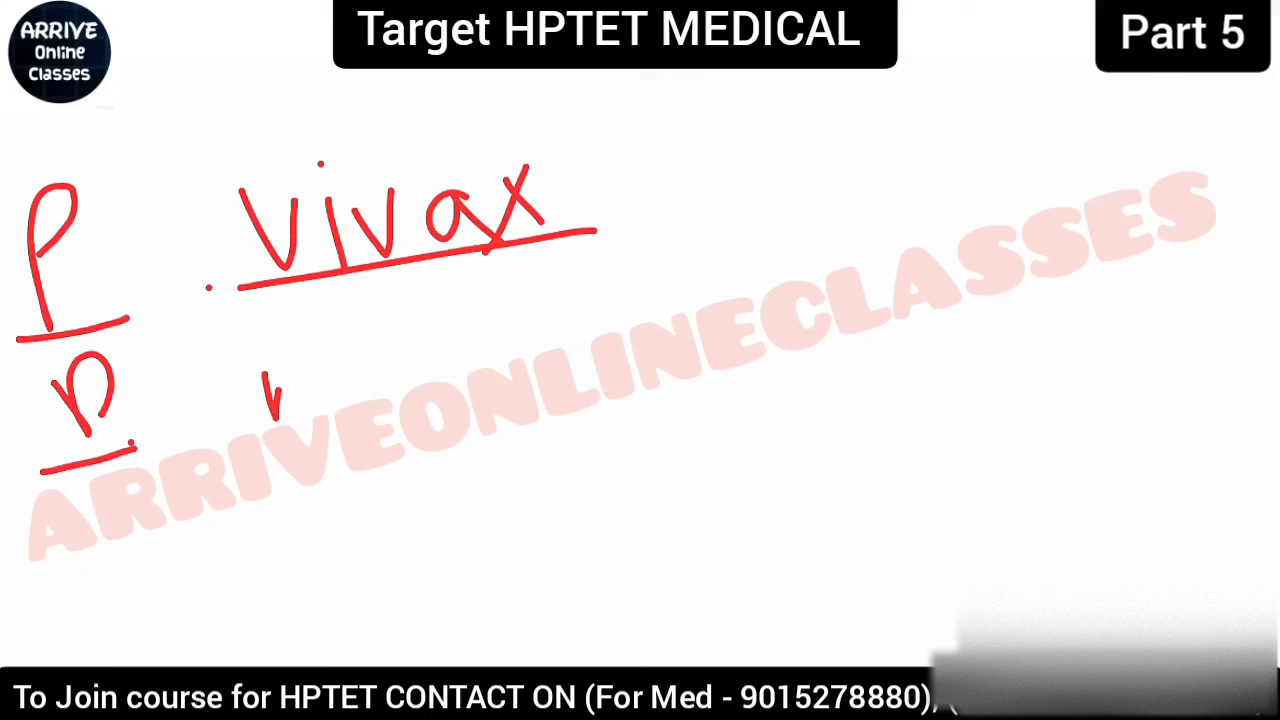 ARRIVE
Online
Classes
Target HPTET MEDICAL
Part 5
P vivax
P
ARRIVEONLINECLASSES
To Join course for HPTET CONTACT ON (For Med - 9015278880), (